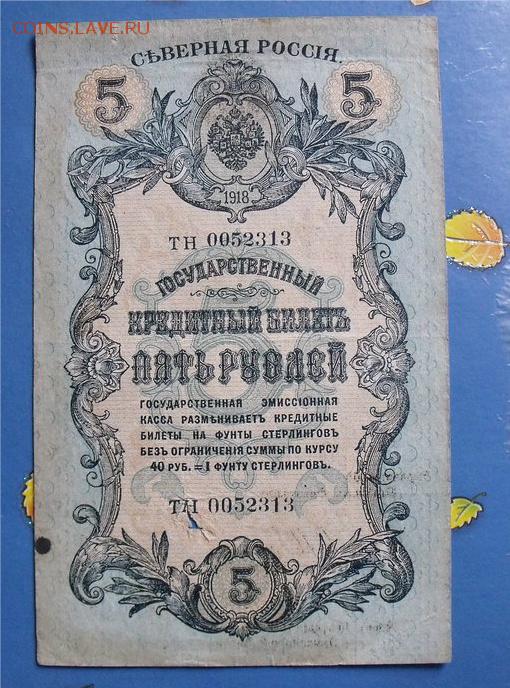 COINS.LAVE.RU
СѢВЕРНАЯ РОССІЯ.
5 5
1918
ТН 0052313
ГОСУДАРСТВЕННЫЙ
КРЕДИТНЫЙ БИЛЕТЪ
ПЯТЬ РУБЛЕЙ
ГОСУДАРСТВЕННАЯ ЭМИССІОННАЯ
КАССА РАЗМѢНИВАЕТЪ КРЕДИТНЫЕ
БИЛЕТЫ НА ФУНТЫ СТЕРЛИНГОВЪ
БЕЗЪ ОГРАНИЧЕНІЯ СУММЫ ПО КУРСУ
40 РУБ. = 1 ФУНТУ СТЕРЛИНГОВЪ.
ТН 0052313
5